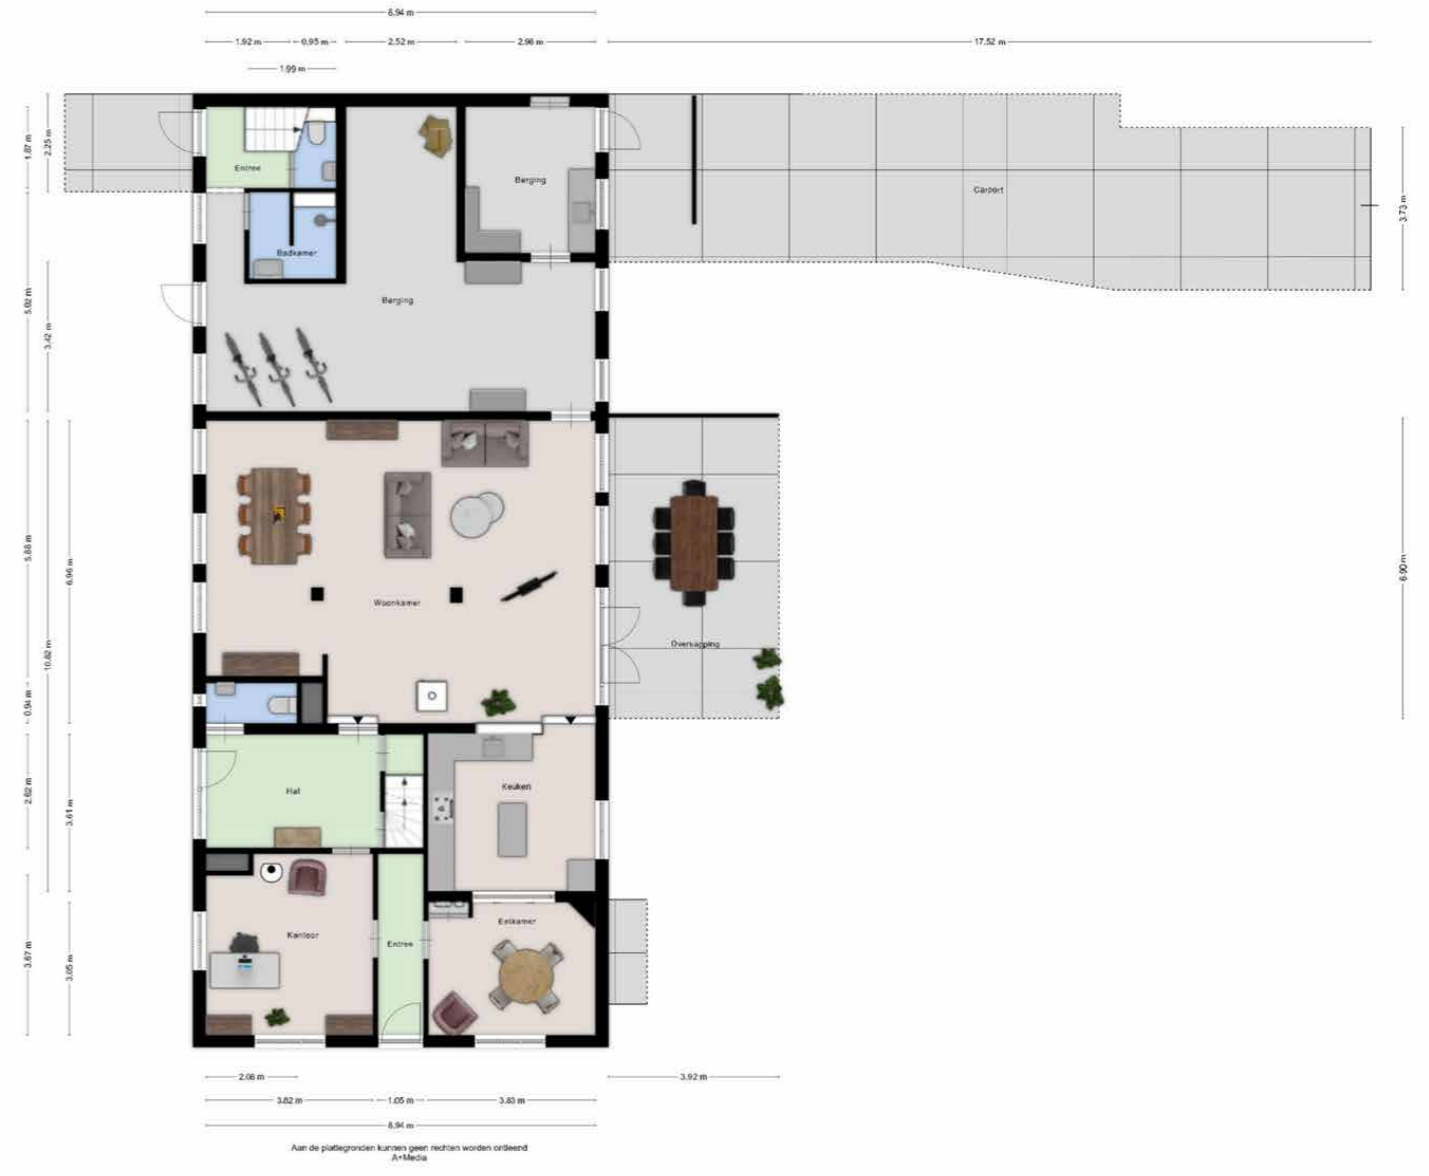 8.94 m
1.92 m
0.95 m
2.52 m
2.98 m
17.52 m
1.99 m
1.87 m
2.25 m
Entree
Berging
Carport
3.73 m
Badkamer
Berging
5.02 m
3.42 m
5.88 m
6.96 m
6.90 m
Woonkamer
Overkapping
10.82 m
0.94 m
Hal
Keuken
2.62 m
3.61 m
Eetkamer
Kantoor
Entree
3.67 m
3.05 m
2.08 m
3.92 m
3.82 m
1.05 m
3.83 m
8.94 m
Aan de plattegronden kunnen geen rechten worden ontleend
A+Media